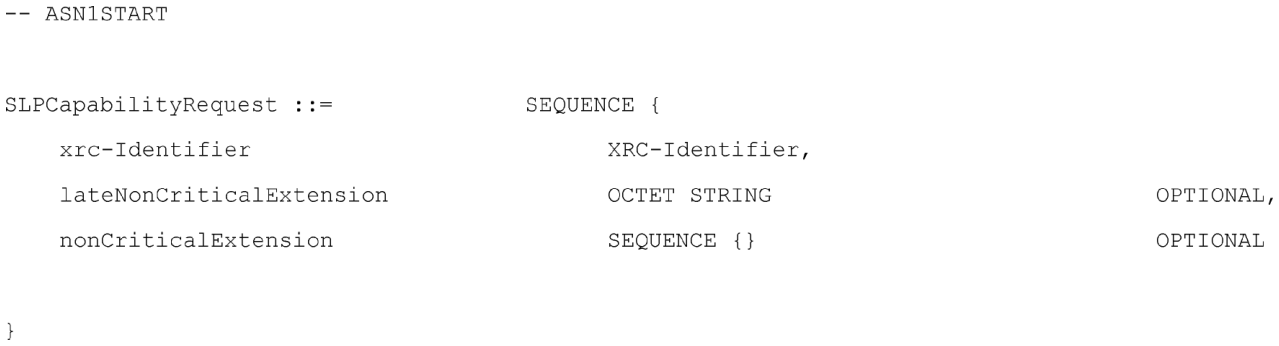 -- ASN1START
SLPCapabilityRequest ::= SEQUENCE {
xrc-Identifier XRC-Identifier,
lateNonCriticalExtension OCTET STRING OPTIONAL,
nonCriticalExtension SEQUENCE {} OPTIONAL
}